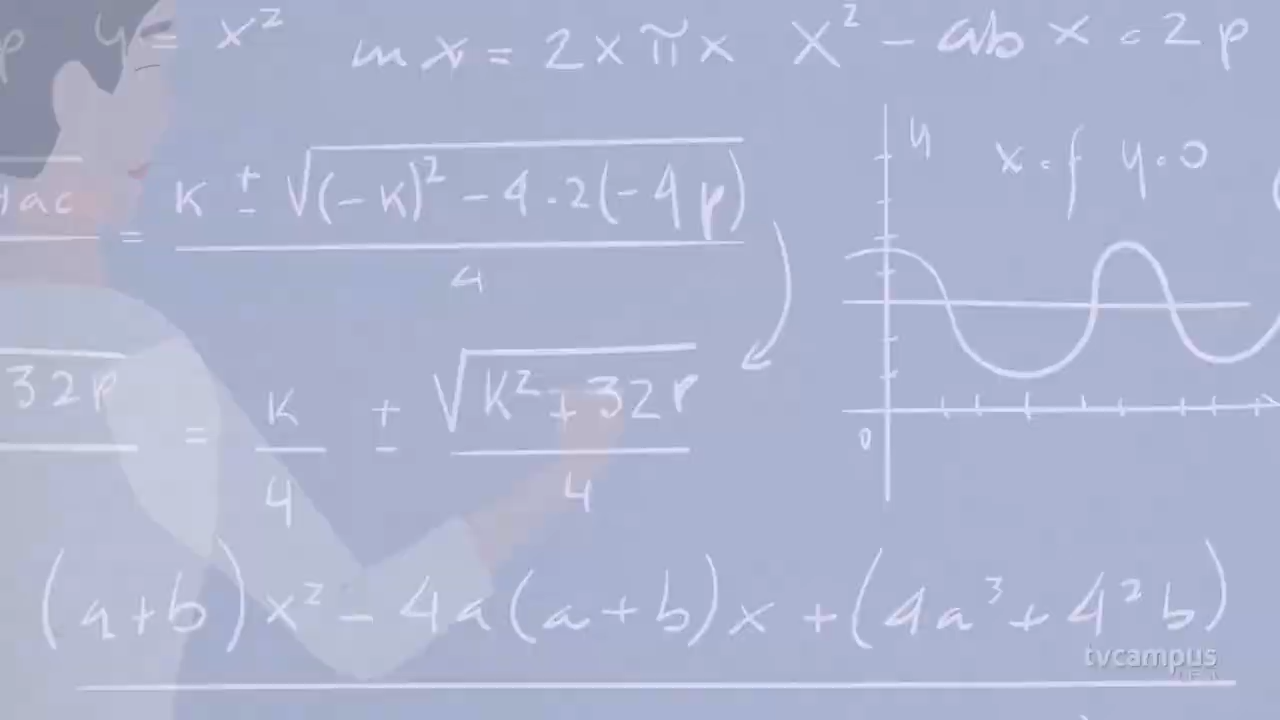 p y = x² mx = 2xπx x² - ab x = 2p
4ac = K ± √(-K)² - 4·2(-4p)
4
y
x = f y = 0
32p = K ± √K² + 32p
4 4
0
(a+b)x² - 4a(a+b)x + (4a³ + 4²b)
tvcampus